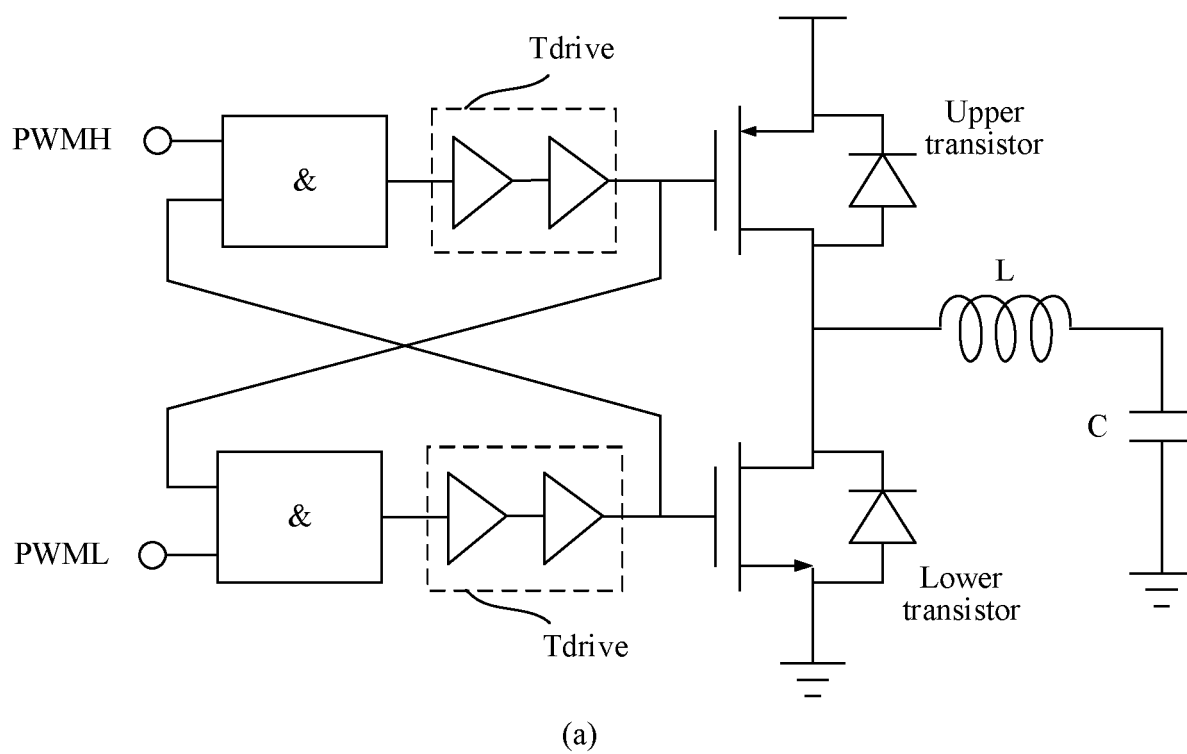 Tdrive
PWMH
&
Upper
transistor
L
C
&
PWML
Lower
transistor
Tdrive
(a)